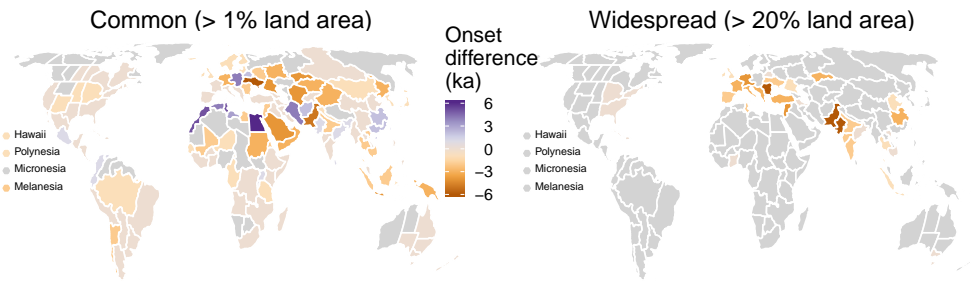 Common (> 1% land area)
Widespread (> 20% land area)
Onset
difference
(ka)
6
3
0
−3
−6
Hawaii
Polynesia
Micronesia
Melanesia
Hawaii
Polynesia
Micronesia
Melanesia